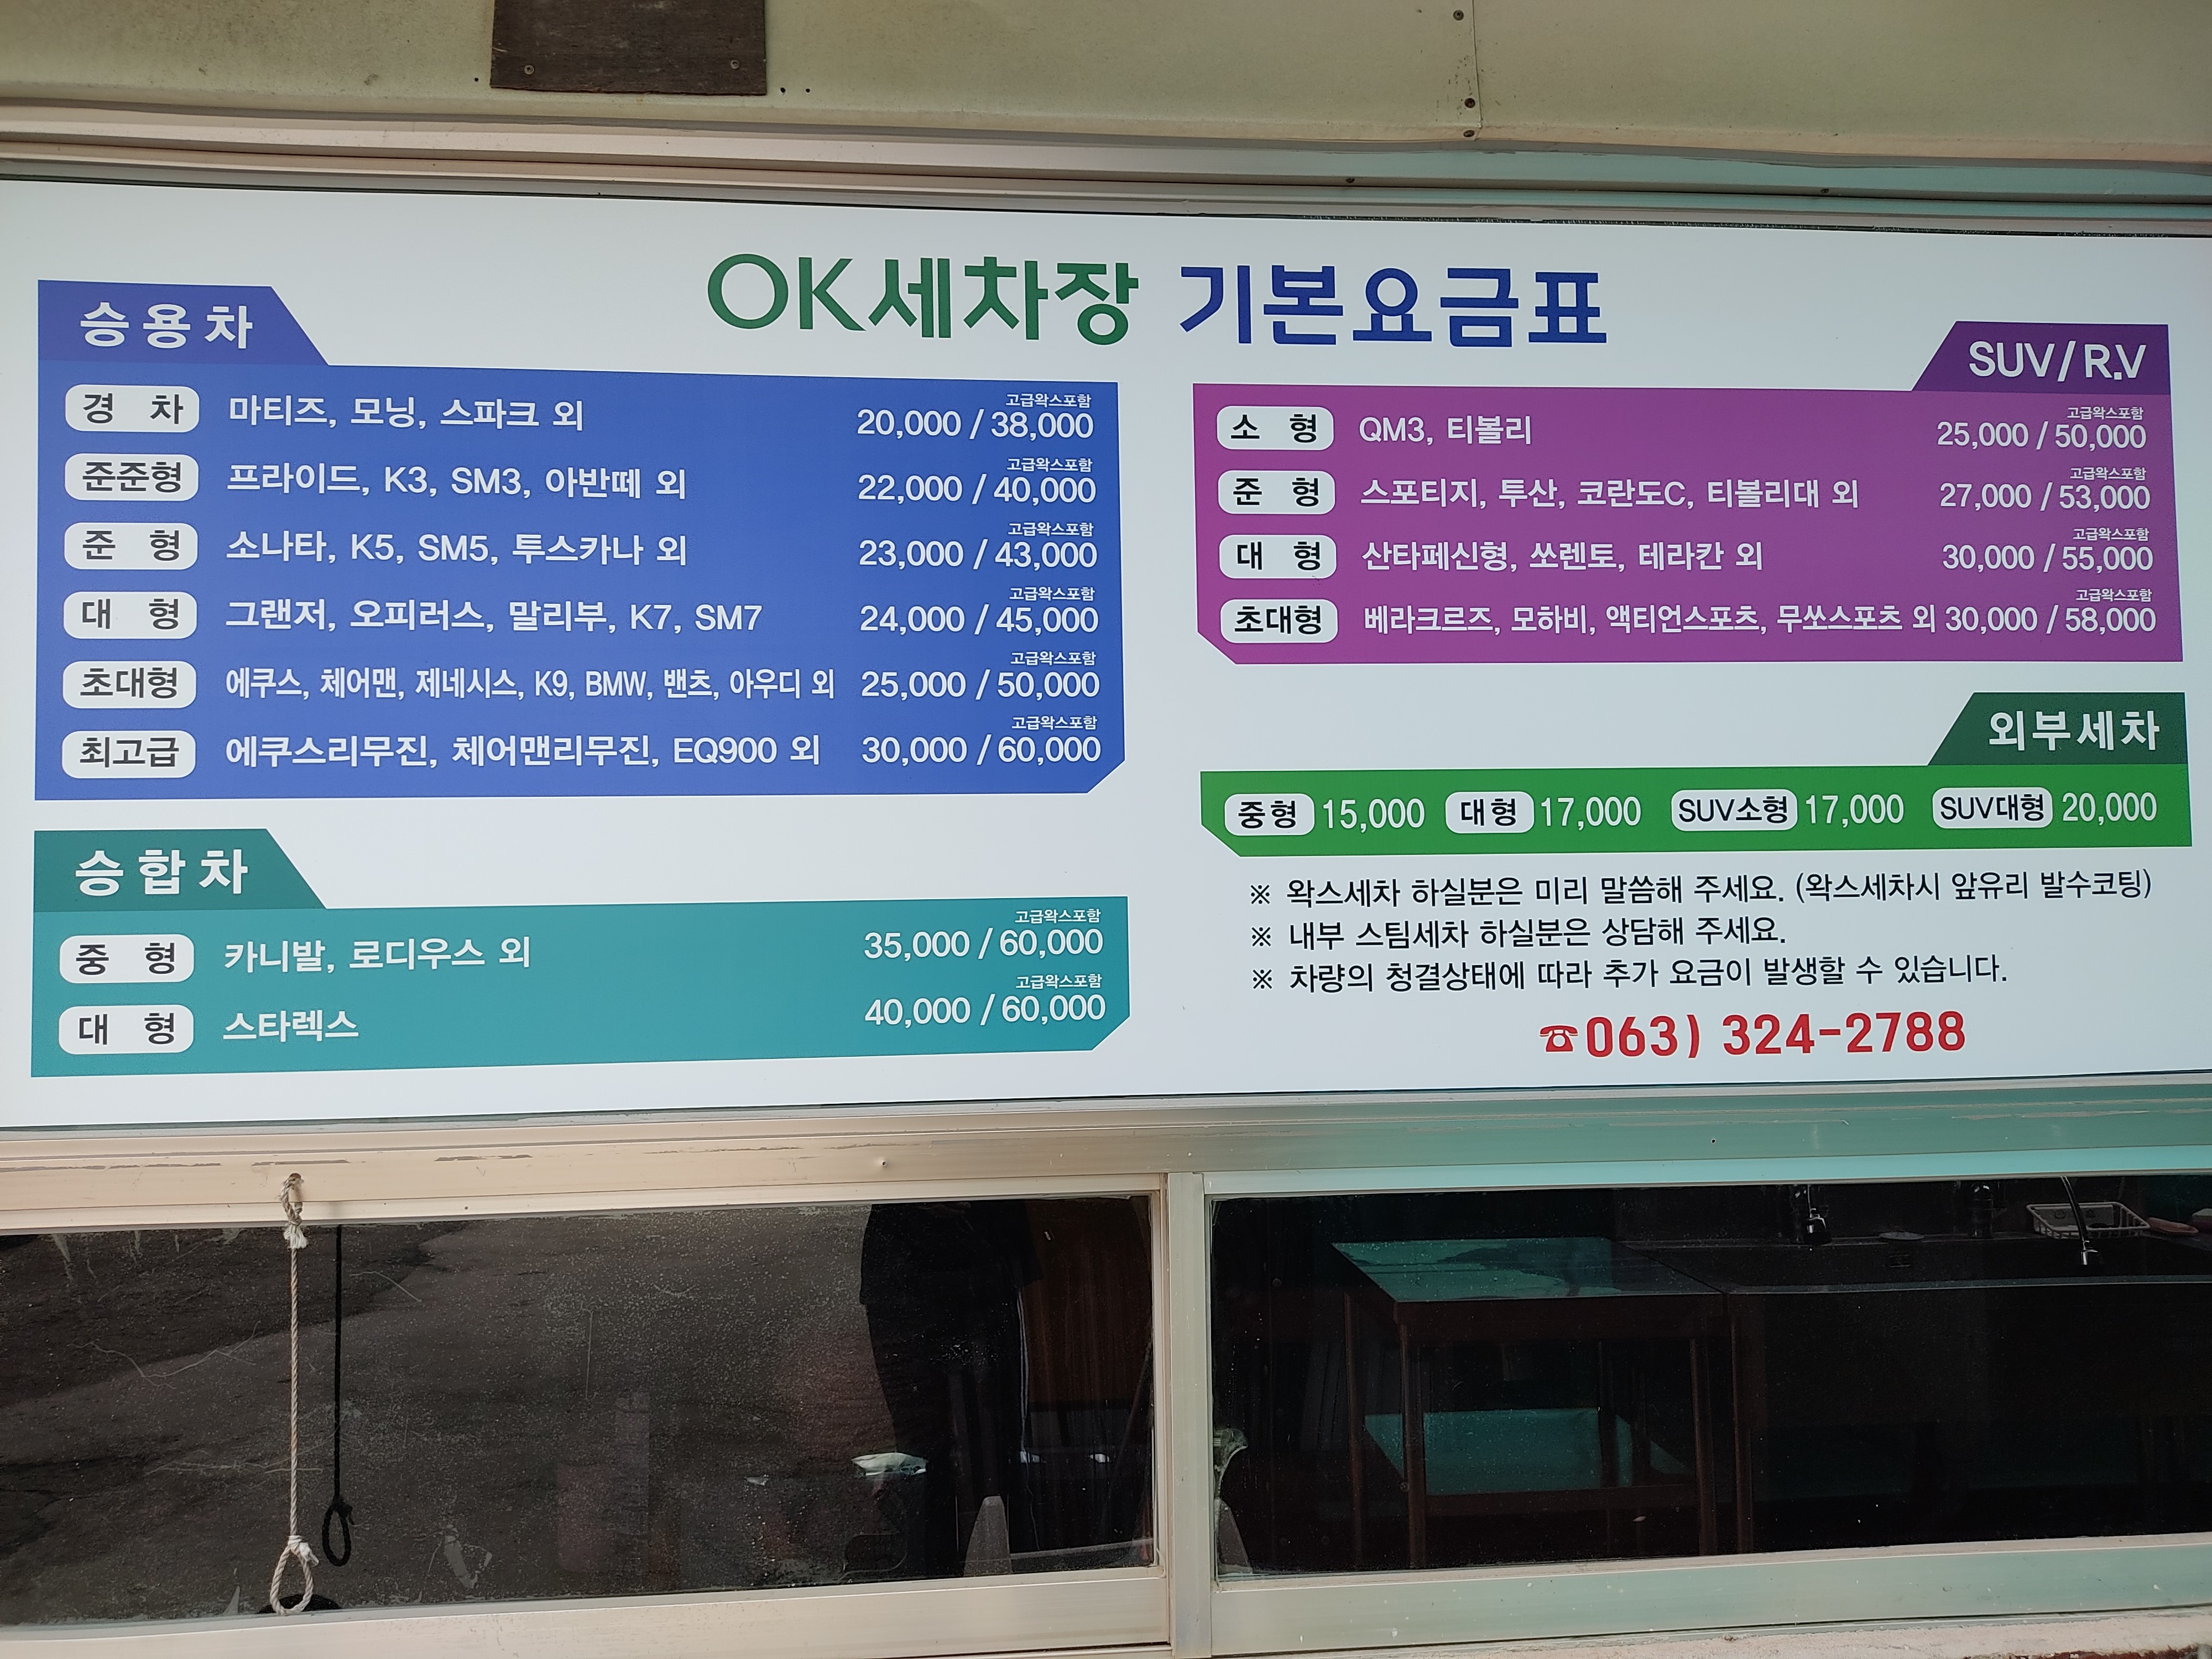 OK세차장 기본요금표
승용차
경 차 마티즈, 모닝, 스파크 외 20,000 / 38,000 고급왁스포함
준준형 프라이드, K3, SM3, 아반떼 외 22,000 / 40,000 고급왁스포함
준 형 소나타, K5, SM5, 투스카나 외 23,000 / 43,000 고급왁스포함
대 형 그랜저, 오피러스, 말리부, K7, SM7 24,000 / 45,000 고급왁스포함
초대형 에쿠스, 체어맨, 제네시스, K9, BMW, 밴츠, 아우디 외 25,000 / 50,000 고급왁스포함
최고급 에쿠스리무진, 체어맨리무진, EQ900 외 30,000 / 60,000 고급왁스포함
승합차
중 형 카니발, 로디우스 외 35,000 / 60,000 고급왁스포함
대 형 스타렉스 40,000 / 60,000 고급왁스포함
SUV/R.V
소 형 QM3, 티볼리 25,000 / 50,000 고급왁스포함
준 형 스포티지, 투산, 코란도C, 티볼리대 외 27,000 / 53,000 고급왁스포함
대 형 산타페신형, 쏘렌토, 테라칸 외 30,000 / 55,000 고급왁스포함
초대형 베라크르즈, 모하비, 액티언스포츠, 무쏘스포츠 외 30,000 / 58,000 고급왁스포함
외부세차
중형 15,000 대형 17,000 SUV소형 17,000 SUV대형 20,000
※ 왁스세차 하실분은 미리 말씀해 주세요. (왁스세차시 앞유리 발수코팅)
※ 내부 스팀세차 하실분은 상담해 주세요.
※ 차량의 청결상태에 따라 추가 요금이 발생할 수 있습니다.
☎063) 324-2788